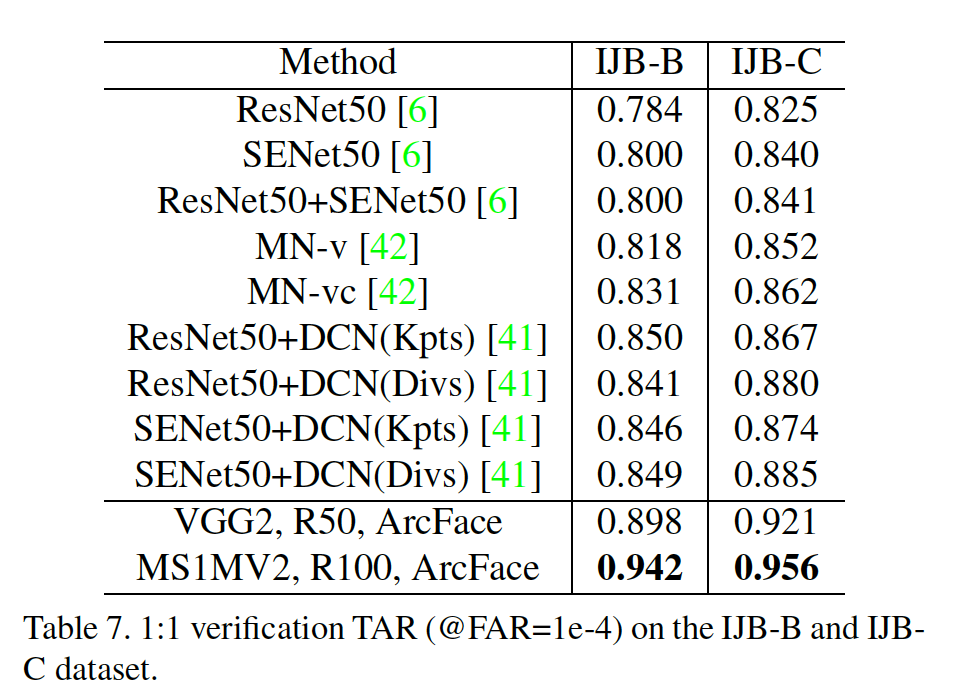 Method IJB-B IJB-C
ResNet50 [6] 0.784 0.825
SENet50 [6] 0.800 0.840
ResNet50+SENet50 [6] 0.800 0.841
MN-v [42] 0.818 0.852
MN-vc [42] 0.831 0.862
ResNet50+DCN(Kpts) [41] 0.850 0.867
ResNet50+DCN(Divs) [41] 0.841 0.880
SENet50+DCN(Kpts) [41] 0.846 0.874
SENet50+DCN(Divs) [41] 0.849 0.885
VGG2, R50, ArcFace 0.898 0.921
MS1MV2, R100, ArcFace 0.942 0.956
Table 7. 1:1 verification TAR (@FAR=1e-4) on the IJB-B and IJB-
C dataset.